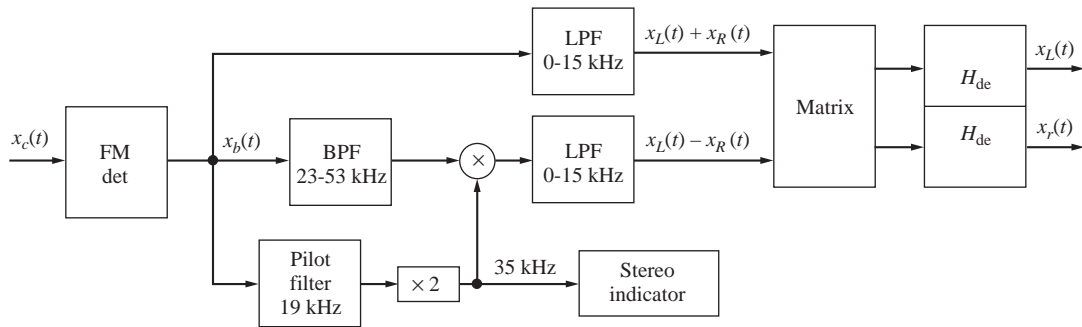 LPF
0-15 kHz
x_L(t) + x_R(t)
x_L(t)
H_de
Matrix
x_c(t)
FM
det
x_b(t)
BPF
23-53 kHz
×
LPF
0-15 kHz
x_L(t) − x_R(t)
H_de
x_r(t)
Pilot
filter
19 kHz
× 2
35 kHz
Stereo
indicator